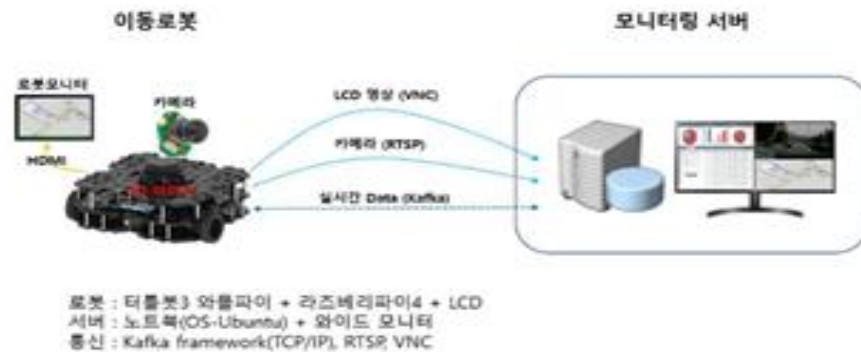 이동로봇
모니터링 서버
로봇모니터
카메라
LCD 영상 (VNC)
카메라 (RTSP)
HDMI
실시간 Data (Kafka)
로봇 : 터틀봇3 와플파이 + 라즈베리파이4 + LCD
서버 : 노트북(OS-Ubuntu) + 와이드 모니터
통신 : Kafka framework(TCP/IP), RTSP, VNC